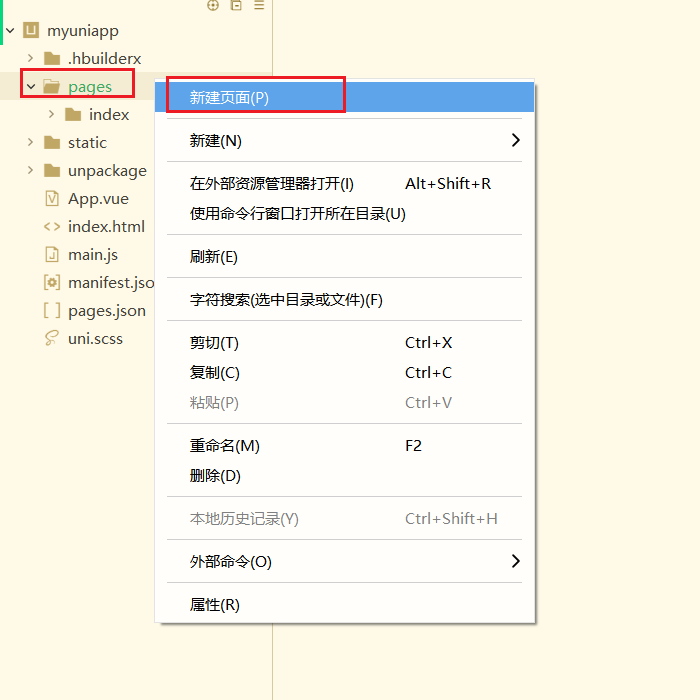 myuniapp
.hbuilderx
pages
index
static
unpackage
App.vue
index.html
main.js
manifest.jso
pages.json
uni.scss
新建页面(P)
新建(N)
在外部资源管理器打开(I) Alt+Shift+R
使用命令行窗口打开所在目录(U)
刷新(E)
字符搜索(选中目录或文件)(F)
剪切(T) Ctrl+X
复制(C) Ctrl+C
粘贴(P) Ctrl+V
重命名(M) F2
删除(D)
本地历史记录(Y) Ctrl+Shift+H
外部命令(O)
属性(R)